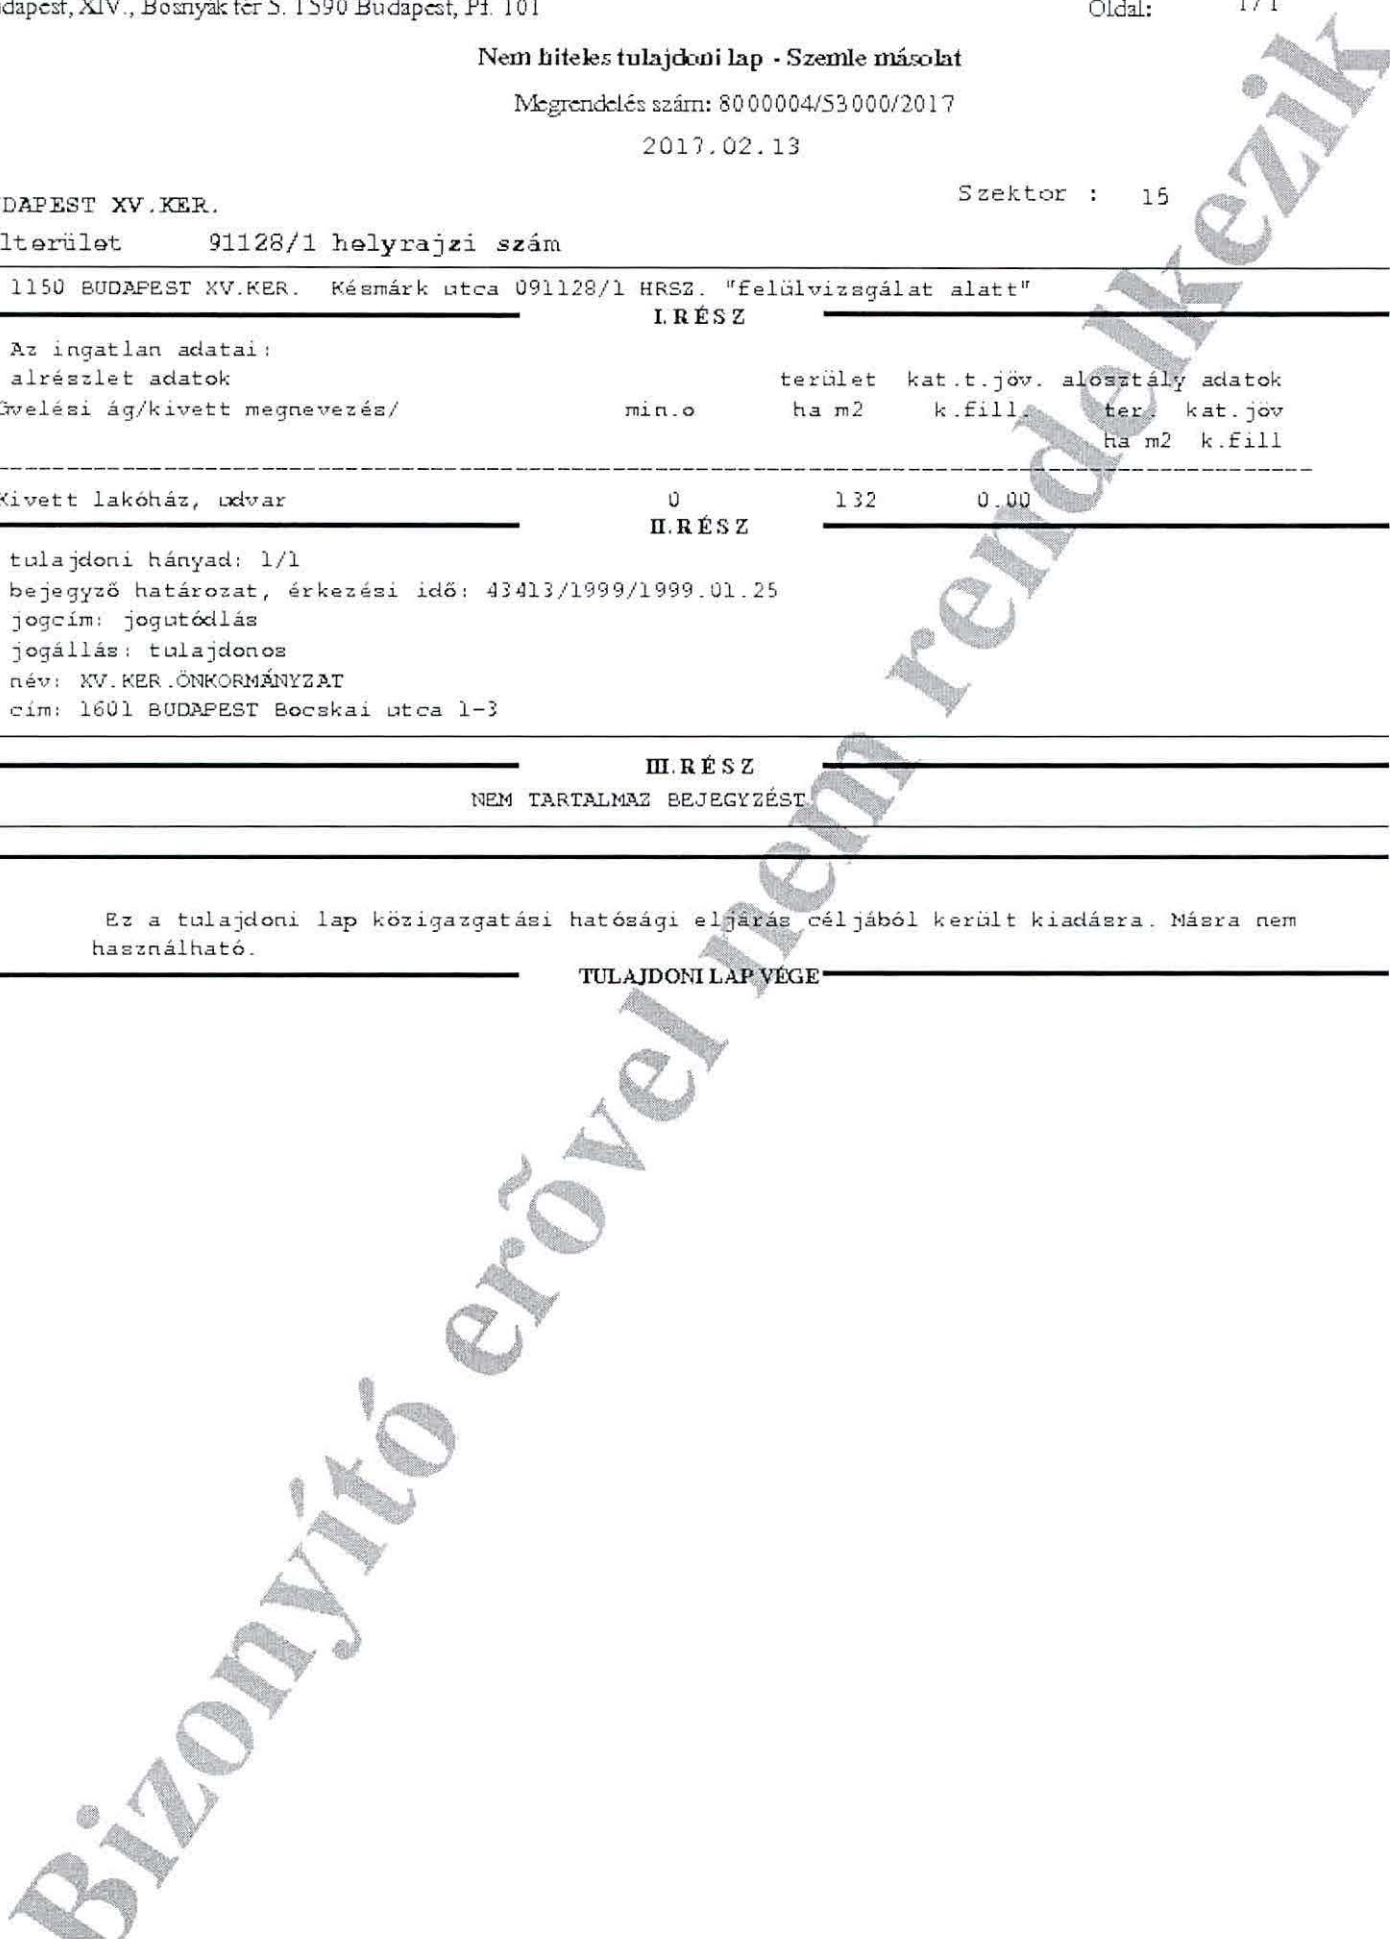 dapest, XIV., Bosnyák tér 5. 1590 Budapest, Pf. 101
Oldal: 1 / 1
Nem hiteles tulajdoni lap - Szemle másolat
Megrendelés szám: 8000004/53000/2017
2017.02.13
DAPEST XV.KER.
Szektor : 15
lterület 91128/1 helyrajzi szám
1150 BUDAPEST XV.KER. Késmárk utca 091128/1 HRSZ. "felülvizsgálat alatt"
I.RÉSZ
Az ingatlan adatai:
alrészlet adatok terület kat.t.jöv. alosztály adatok
űvelési ág/kivett megnevezés/ min.o ha m2 k.fill. ter. kat.jöv
ha m2 k.fill
Kivett lakóház, udvar 0 132 0.00
II.RÉSZ
tulajdoni hányad: 1/1
bejegyző határozat, érkezési idő: 43413/1999/1999.01.25
jogcím: jogutódlás
jogállás: tulajdonos
név: XV.KER.ÖNKORMÁNYZAT
cím: 1601 BUDAPEST Bocskai utca 1-3
III.RÉSZ
NEM TARTALMAZ BEJEGYZÉST
Ez a tulajdoni lap közigazgatási hatósági eljárás céljából került kiadásra. Másra nem
használható.
TULAJDONI LAP VÉGE
Bizonyító erõvel nem rendelkezik